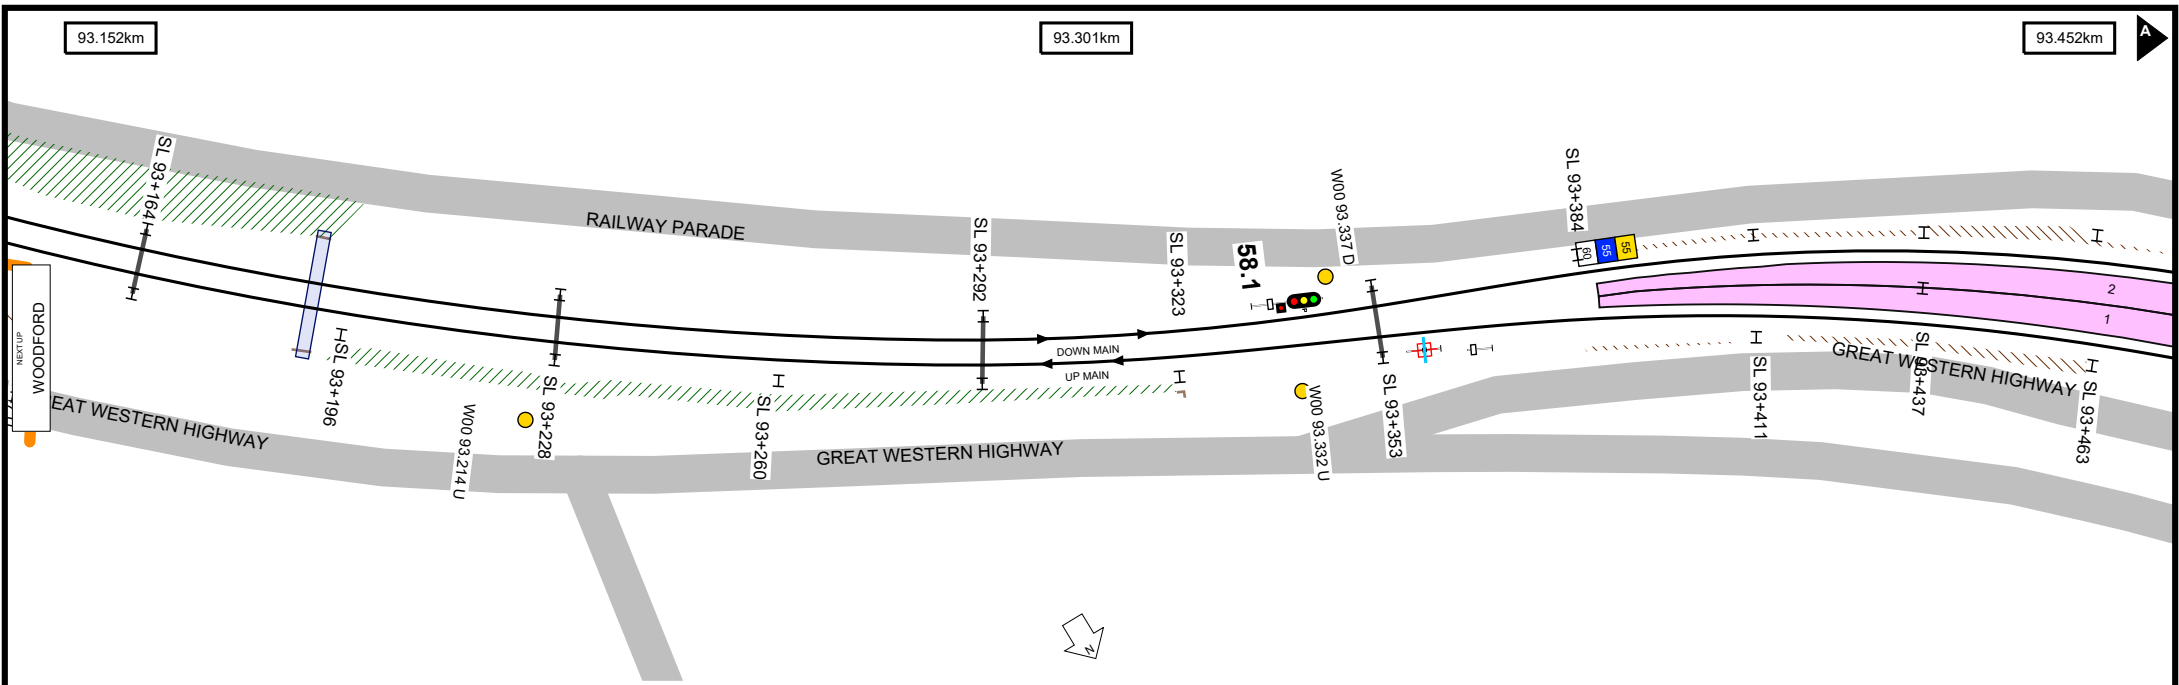 93.152km
93.301km
93.452km
A
SL 93+164
RAILWAY PARADE
SL 93+292
SL 93+323
58.1
W00 93.337 D
SL 93+384
60
55
55
2
1
DOWN MAIN
UP MAIN
NEXT UP
WOODFORD
EAT WESTERN HIGHWAY
SL 93+196
W00 93.214 U
SL 93+228
SL 93+260
GREAT WESTERN HIGHWAY
W00 93.332 U
SL 93+353
GREAT WESTERN HIGHWAY
SL 93+411
SL 93+437
SL 93+463
N